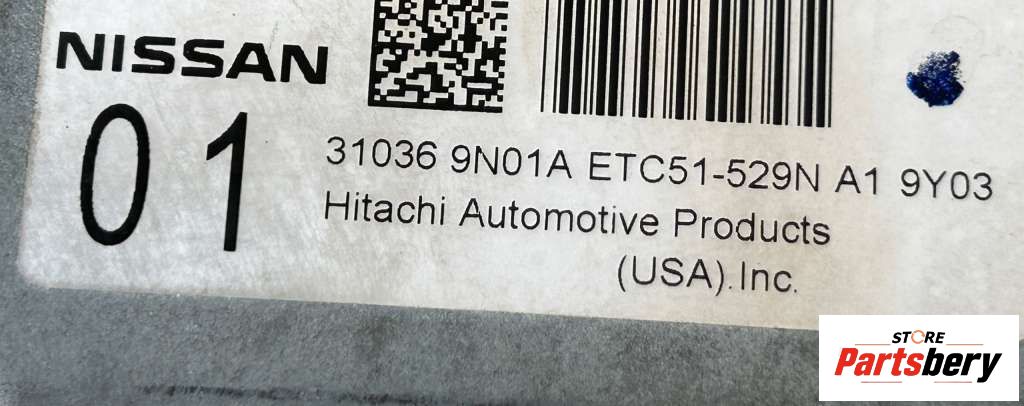 NISSAN
01
31036 9N01A ETC51-529N A1 9Y03
Hitachi Automotive Products
(USA).Inc.
STORE
Partsbery